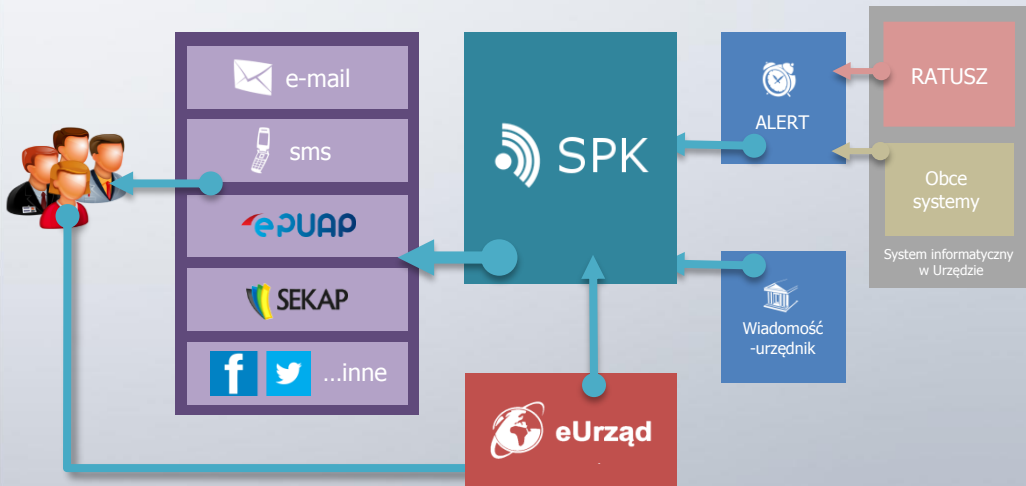 e-mail
sms
ePUAP
SEKAP
f
...inne
SPK
eUrząd
ALERT
Wiadomość
-urzędnik
RATUSZ
Obce
systemy
System informatyczny
w Urzędzie